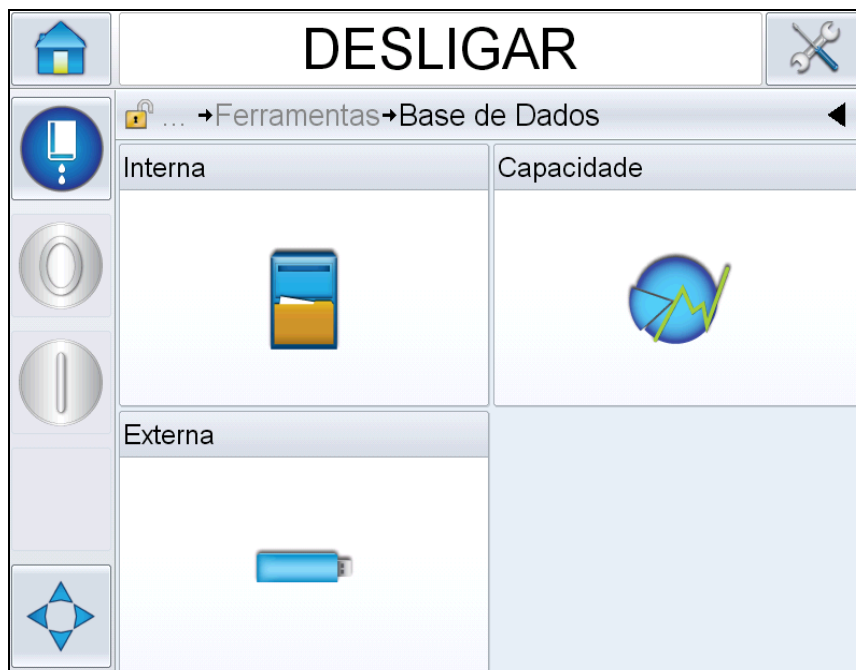 DESLIGAR
... →Ferramentas→Base de Dados
Interna
Capacidade
Externa